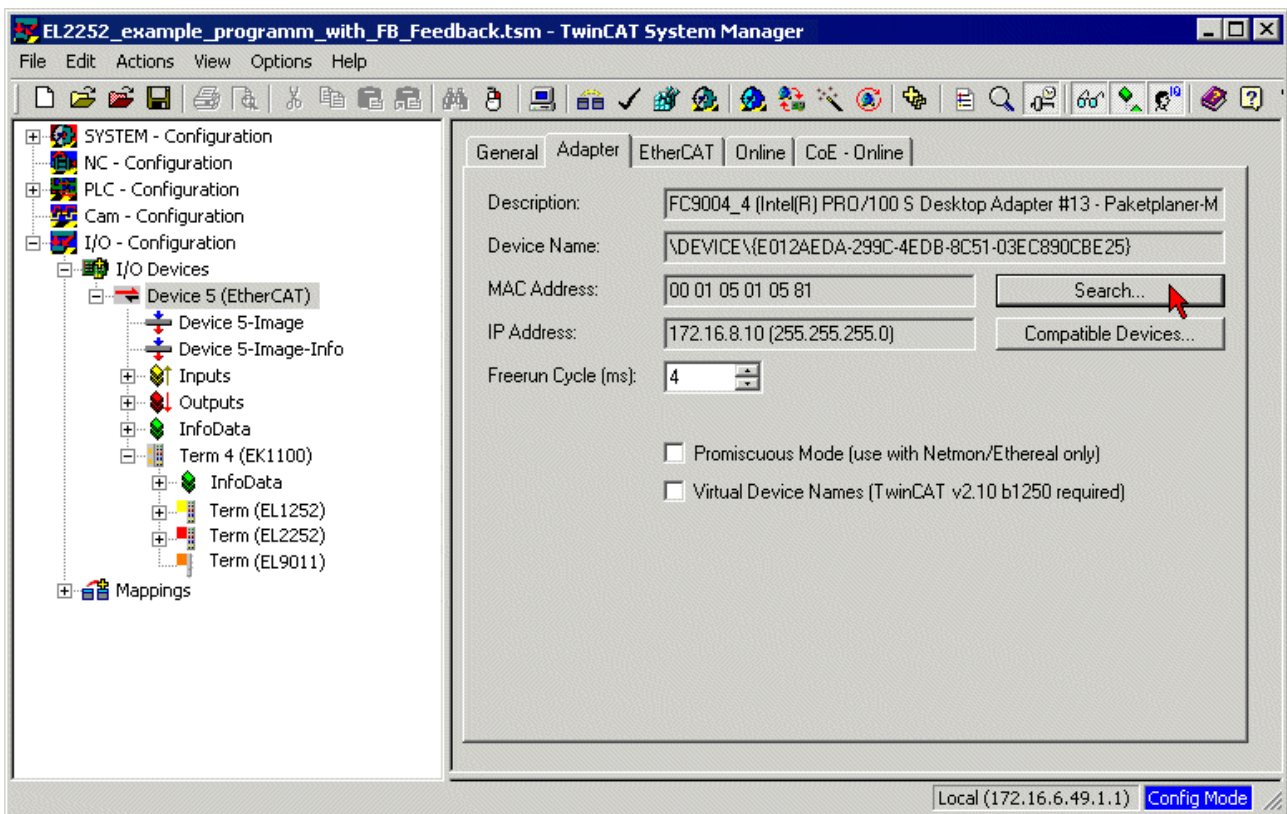 EL2252_example_programm_with_FB_Feedback.tsm - TwinCAT System Manager
File Edit Actions View Options Help
SYSTEM - Configuration
NC - Configuration
PLC - Configuration
Cam - Configuration
I/O - Configuration
I/O Devices
Device 5 (EtherCAT)
Device 5-Image
Device 5-Image-Info
Inputs
Outputs
InfoData
Term 4 (EK1100)
InfoData
Term (EL1252)
Term (EL2252)
Term (EL9011)
Mappings
General Adapter EtherCAT Online CoE - Online
Description: FC9004_4 (Intel(R) PRO/100 S Desktop Adapter #13 - Paketplaner-M
Device Name: \DEVICE\{E012AEDA-299C-4EDB-8C51-03EC890CBE25}
MAC Address: 00 01 05 01 05 81 Search...
IP Address: 172.16.8.10 (255.255.255.0) Compatible Devices...
Freerun Cycle (ms): 4
Promiscuous Mode (use with Netmon/Ethereal only)
Virtual Device Names (TwinCAT v2.10 b1250 required)
Local (172.16.6.49.1.1) Config Mode